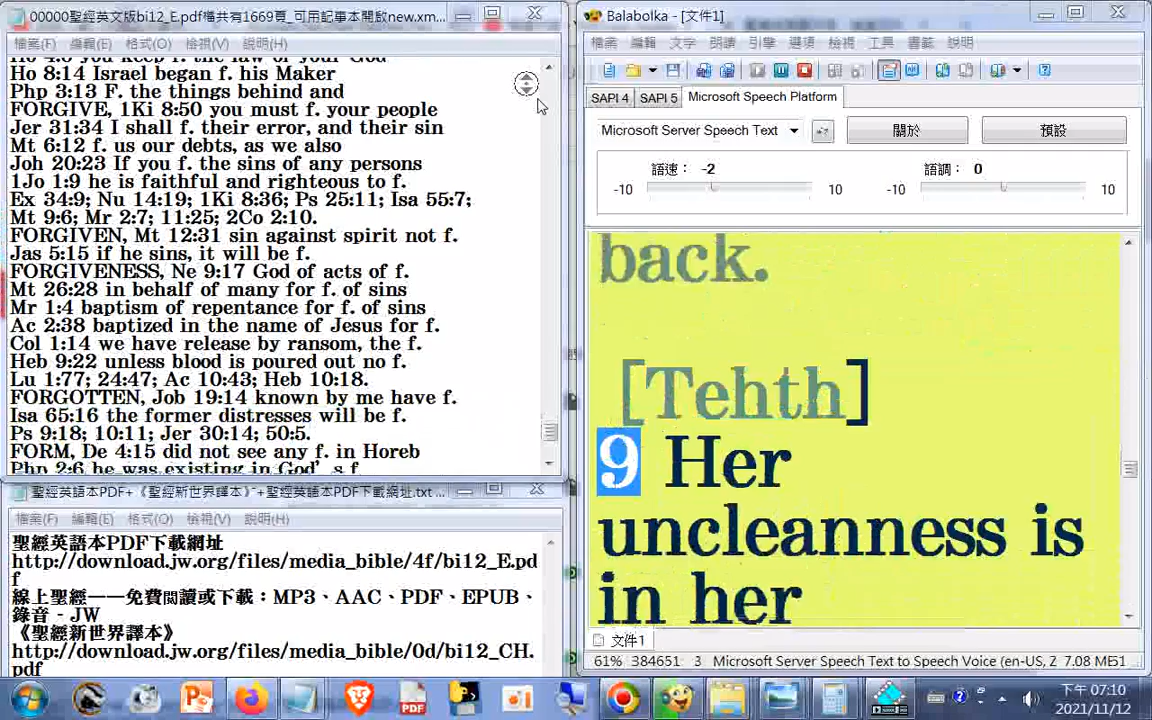 00000聖經英文版bi12_E.pdf檔共有1669頁_可用記事本開啟new.xm...
檔案(F) 編輯(E) 格式(O) 檢視(V) 說明(H)
Ho 8:14 Israel began f. his Maker
Php 3:13 F. the things behind and
FORGIVE, 1Ki 8:50 you must f. your people
Jer 31:34 I shall f. their error, and their sin
Mt 6:12 f. us our debts, as we also
Joh 20:23 If you f. the sins of any persons
1Jo 1:9 he is faithful and righteous to f.
Ex 34:9; Nu 14:19; 1Ki 8:36; Ps 25:11; Isa 55:7;
Mt 9:6; Mr 2:7; 11:25; 2Co 2:10.
FORGIVEN, Mt 12:31 sin against spirit not f.
Jas 5:15 if he sins, it will be f.
FORGIVENESS, Ne 9:17 God of acts of f.
Mt 26:28 in behalf of many for f. of sins
Mr 1:4 baptism of repentance for f. of sins
Ac 2:38 baptized in the name of Jesus for f.
Col 1:14 we have release by ransom, the f.
Heb 9:22 unless blood is poured out no f.
Lu 1:77; 24:47; Ac 10:43; Heb 10:18.
FORGOTTEN, Job 19:14 known by me have f.
Isa 65:16 the former distresses will be f.
Ps 9:18; 10:11; Jer 30:14; 50:5.
FORM, De 4:15 did not see any f. in Horeb
Php 2:6 he was existing in God's f
聖經英語本PDF+《聖經新世界譯本》+聖經英語本PDF下載網址.txt ...
檔案(F) 編輯(E) 格式(O) 檢視(V) 說明(H)
聖經英語本PDF下載網址
http://download.jw.org/files/media_bible/4f/bi12_E.pd
f
線上聖經——免費閱讀或下載：MP3、AAC、PDF、EPUB、
錄音 - JW
《聖經新世界譯本》
http://download.jw.org/files/media_bible/0d/bi12_CH.
pdf
Balabolka - [文件1]
檔案 編輯 文字 朗讀 引擎 選項 檢視 工具 書籤 說明
SAPI 4 SAPI 5 Microsoft Speech Platform
Microsoft Server Speech Text 關於 預設
語速： -2 語調： 0
-10 10 -10 10
back.
[Tehth]
9 Her
uncleanness is
in her
文件1
61% 384651 3 Microsoft Server Speech Text to Speech Voice (en-US, 2 7.08 ME51
下午 07:10
2021/11/12